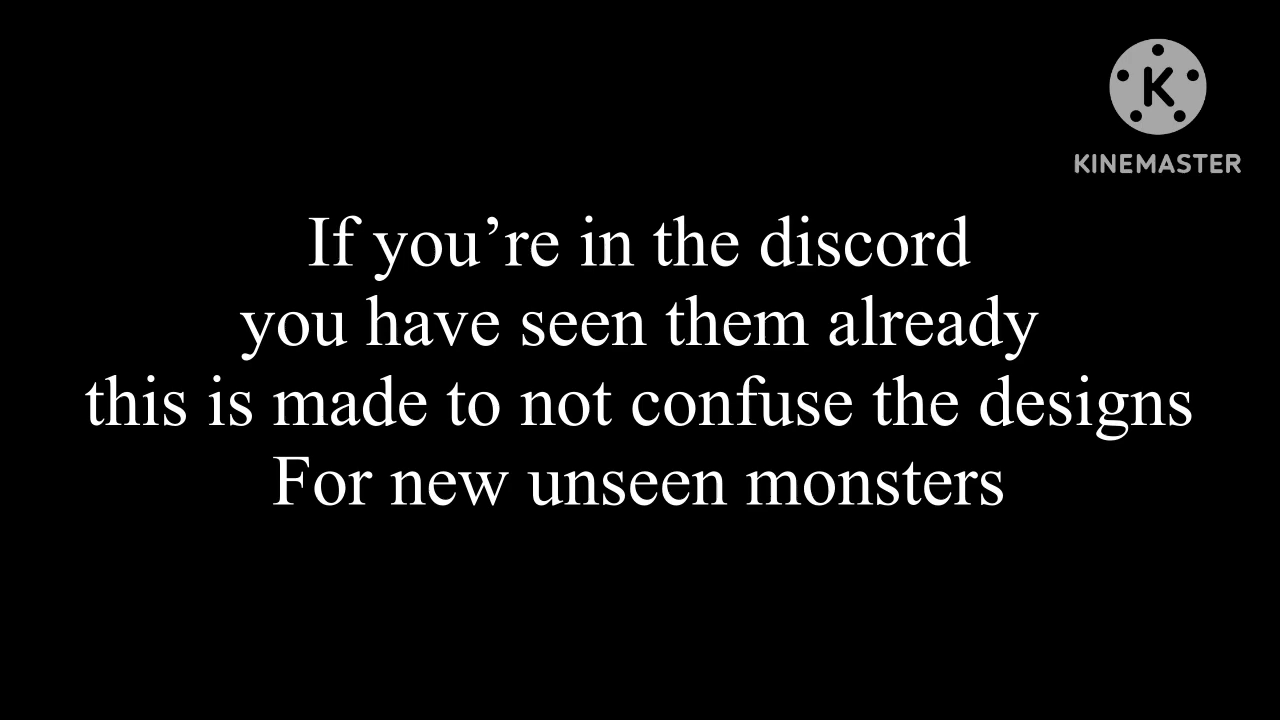 K
KINEMASTER
If you’re in the discord
you have seen them already
this is made to not confuse the designs
For new unseen monsters